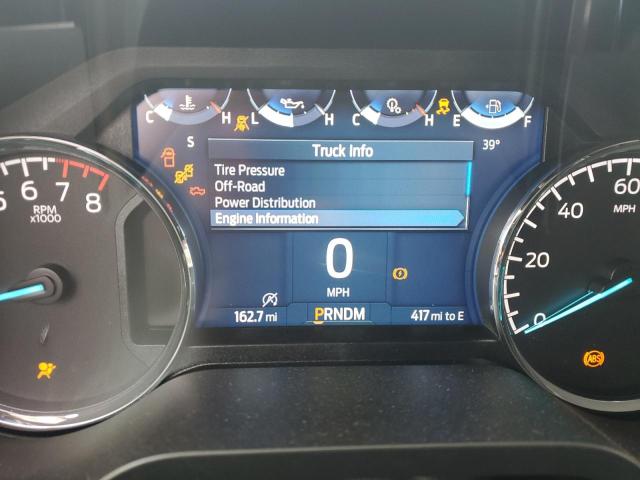 C H L H C H E F
S
39°
Truck Info
Tire Pressure
Off-Road
Power Distribution
Engine Information
5 6 7 8
RPM
x1000
0
MPH
162.7 mi
PRNDM
417 mi to E
0 20 40 60
MPH
ABS